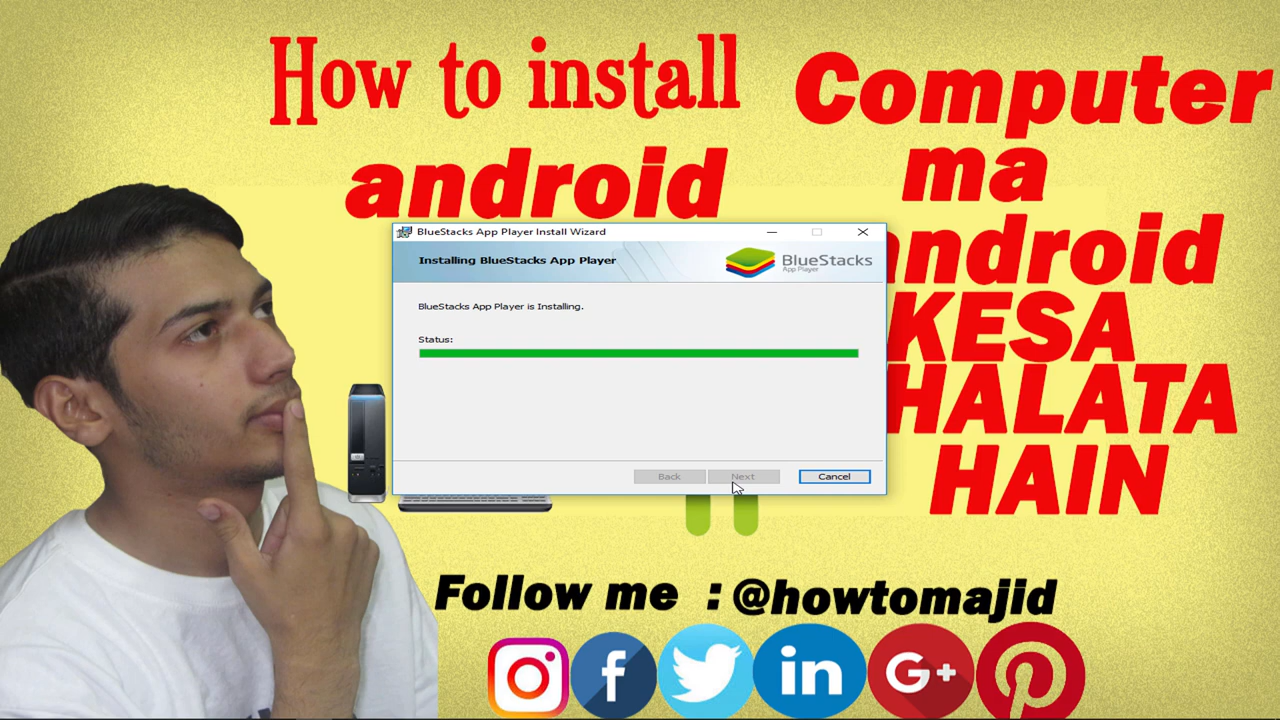 How to install
android
Computer
ma
android
KESA
HALATA
HAIN
BlueStacks App Player Install Wizard
Installing BlueStacks App Player
BlueStacks
App Player
BlueStacks App Player is Installing.
Status:
Back
Next
Cancel
Follow me : @howtomajid
f
in
G+